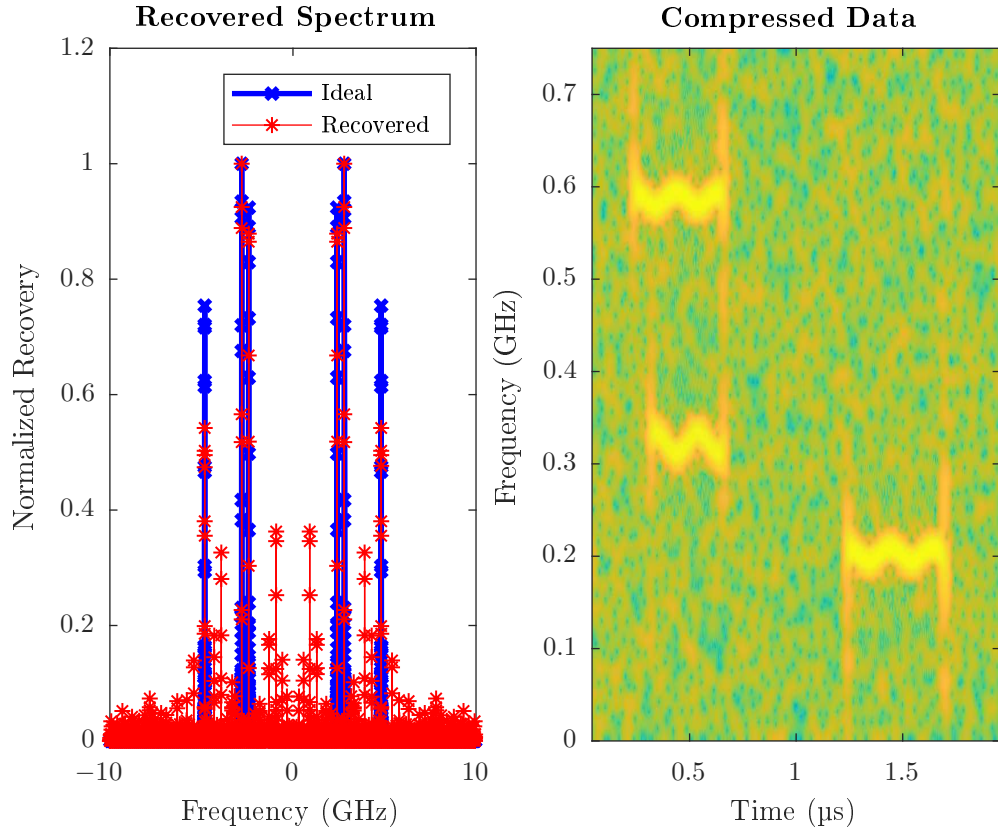 Recovered Spectrum
1.2
1
0.8
0.6
0.4
0.2
0
−10
0
10
Normalized Recovery
Frequency (GHz)
Ideal
Recovered
Compressed Data
0.7
0.6
0.5
0.4
0.3
0.2
0.1
0
0.5
1
1.5
Frequency (GHz)
Time (µs)